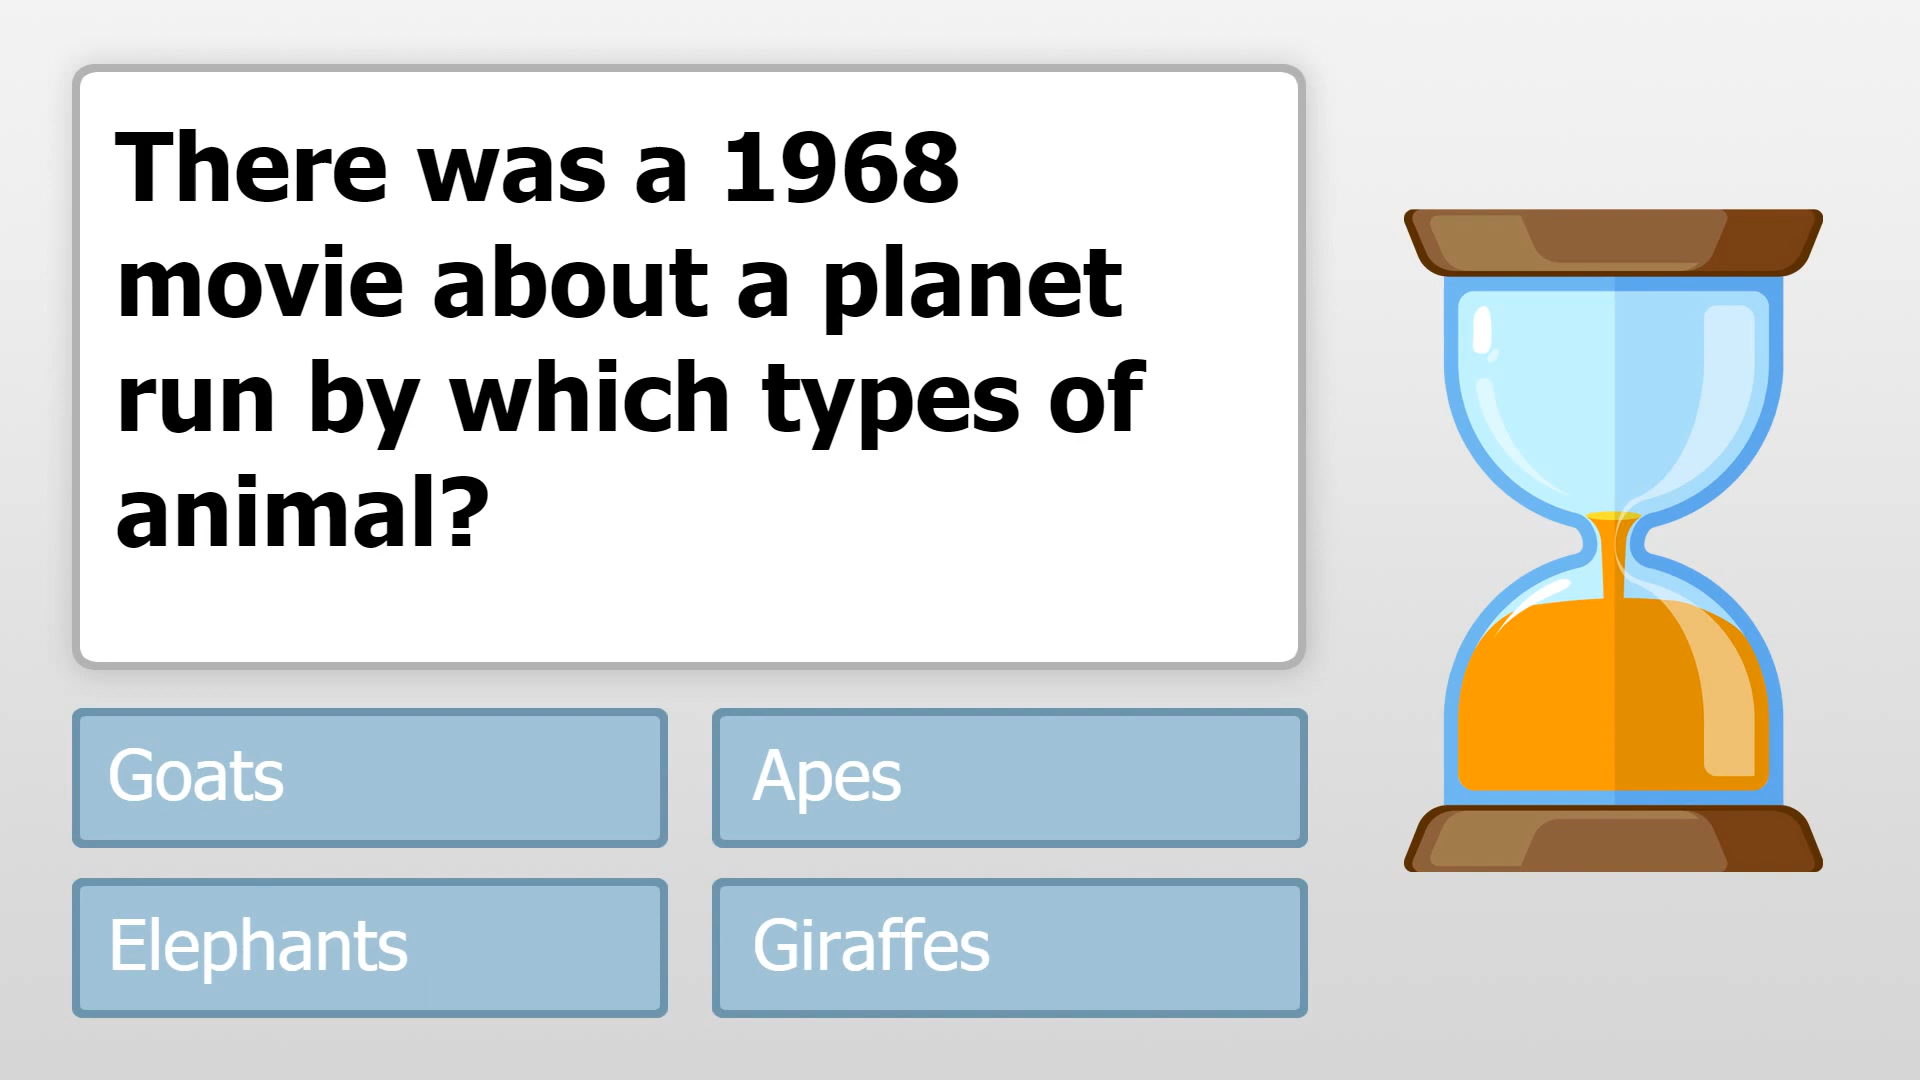 There was a 1968
movie about a planet
run by which types of
animal?
Goats
Apes
Elephants
Giraffes